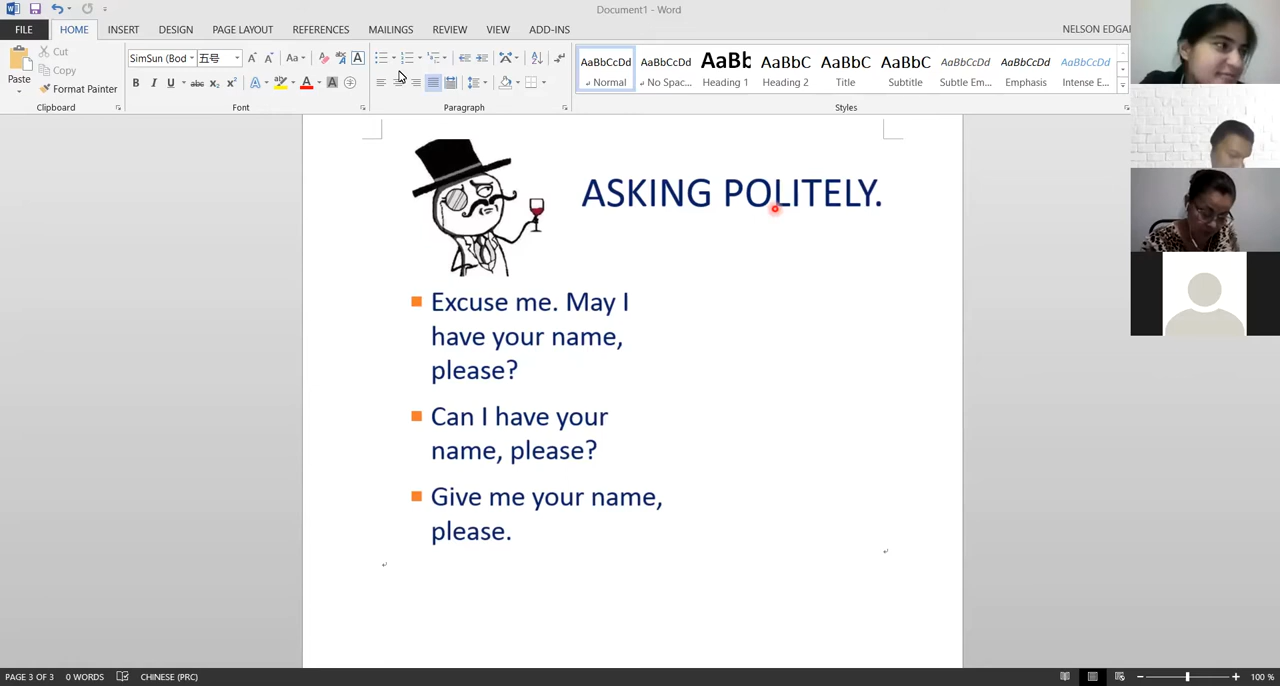 Document1 - Word
FILE HOME INSERT DESIGN PAGE LAYOUT REFERENCES MAILINGS REVIEW VIEW ADD-INS NELSON EDGAR
Cut
Copy
Format Painter
Paste
SimSun (Bod 五号
AaBbCcDd AaBbCcDd AaBb AaBbC AaBbC AaBbC AaBbCcDd AaBbCcDd AaBbCcDd
Normal No Spac... Heading 1 Heading 2 Title Subtitle Subtle Em... Emphasis Intense E...
Clipboard Font Paragraph Styles
ASKING POLITELY.
Excuse me. May I
have your name,
please?
Can I have your
name, please?
Give me your name,
please.
PAGE 3 OF 3 0 WORDS CHINESE (PRC) 100 %